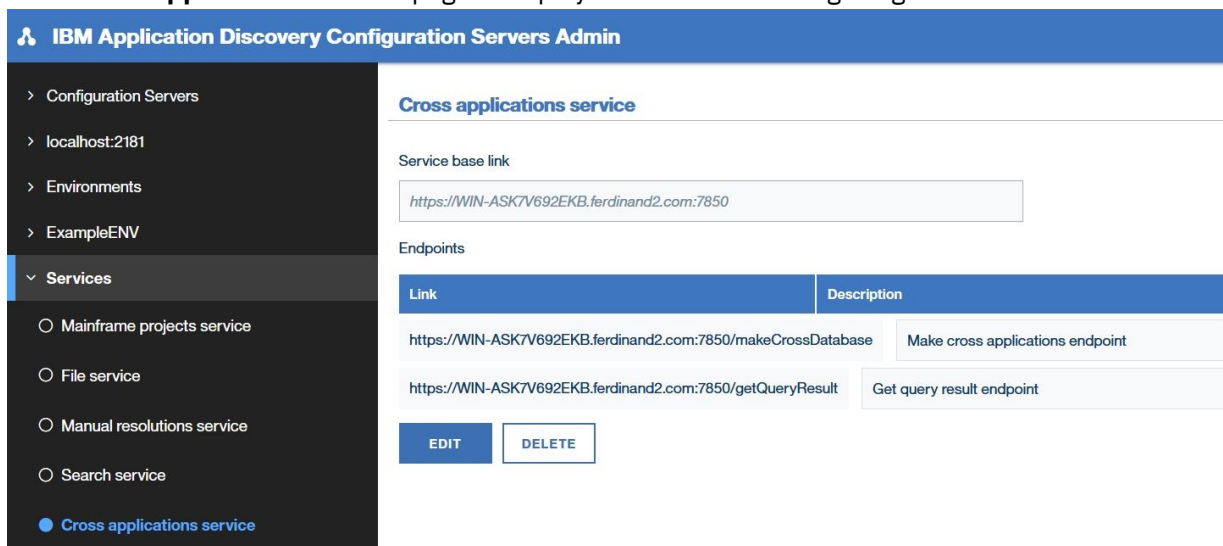 IBM Application Discovery Configuration Servers Admin
Configuration Servers
localhost:2181
Environments
ExampleENV
Services
Mainframe projects service
File service
Manual resolutions service
Search service
Cross applications service
Cross applications service
Service base link
https://WIN-ASK7V692EKB.ferdinand2.com:7850
Endpoints
Link Description
https://WIN-ASK7V692EKB.ferdinand2.com:7850/makeCrossDatabase Make cross applications endpoint
https://WIN-ASK7V692EKB.ferdinand2.com:7850/getQueryResult Get query result endpoint
EDIT DELETE